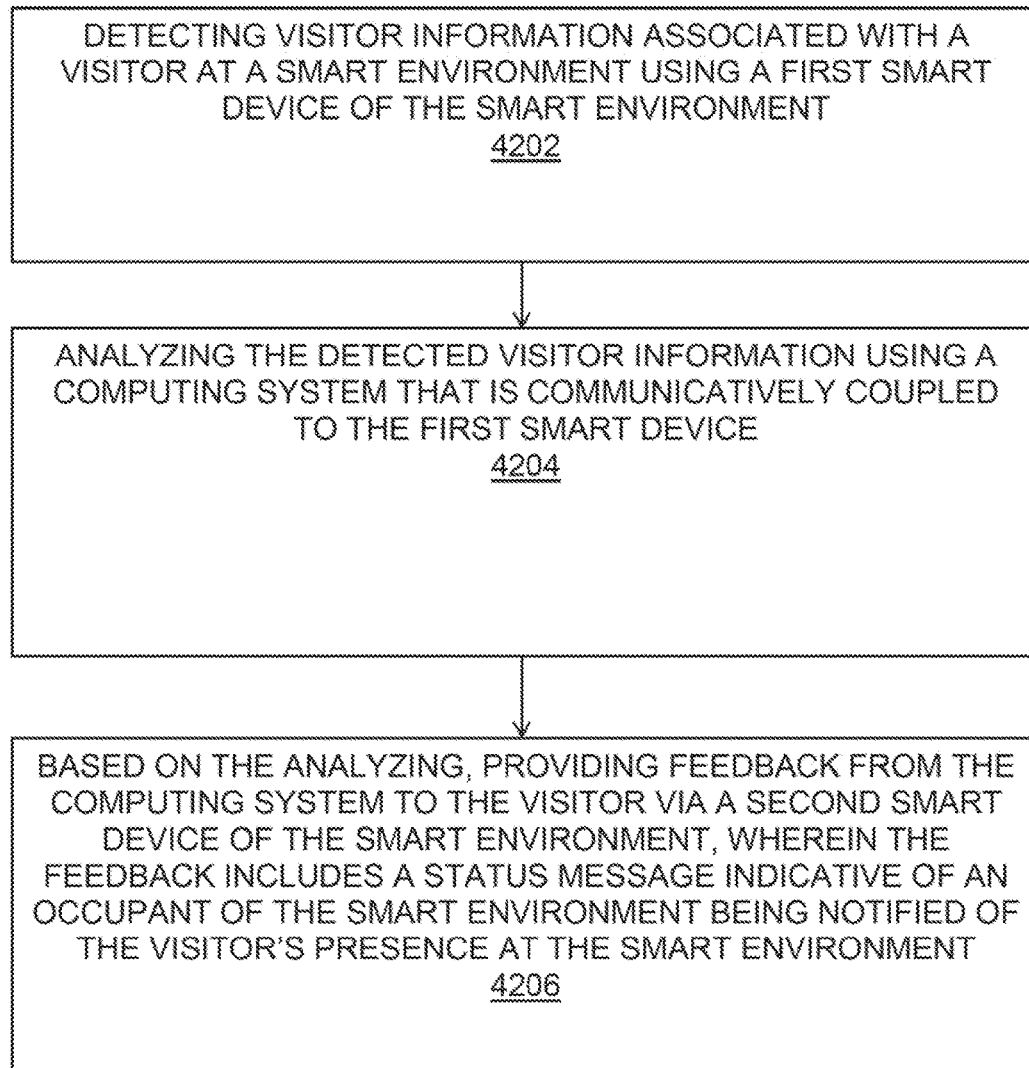 DETECTING VISITOR INFORMATION ASSOCIATED WITH A
VISITOR AT A SMART ENVIRONMENT USING A FIRST SMART
DEVICE OF THE SMART ENVIRONMENT
4202
ANALYZING THE DETECTED VISITOR INFORMATION USING A
COMPUTING SYSTEM THAT IS COMMUNICATIVELY COUPLED
TO THE FIRST SMART DEVICE
4204
BASED ON THE ANALYZING, PROVIDING FEEDBACK FROM THE
COMPUTING SYSTEM TO THE VISITOR VIA A SECOND SMART
DEVICE OF THE SMART ENVIRONMENT, WHEREIN THE
FEEDBACK INCLUDES A STATUS MESSAGE INDICATIVE OF AN
OCCUPANT OF THE SMART ENVIRONMENT BEING NOTIFIED OF
THE VISITOR'S PRESENCE AT THE SMART ENVIRONMENT
4206